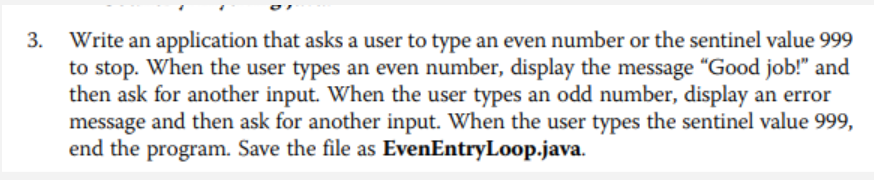 3. Write an application that asks a user to type an even number or the sentinel value 999
to stop. When the user types an even number, display the message “Good job!” and
then ask for another input. When the user types an odd number, display an error
message and then ask for another input. When the user types the sentinel value 999,
end the program. Save the file as EvenEntryLoop.java.